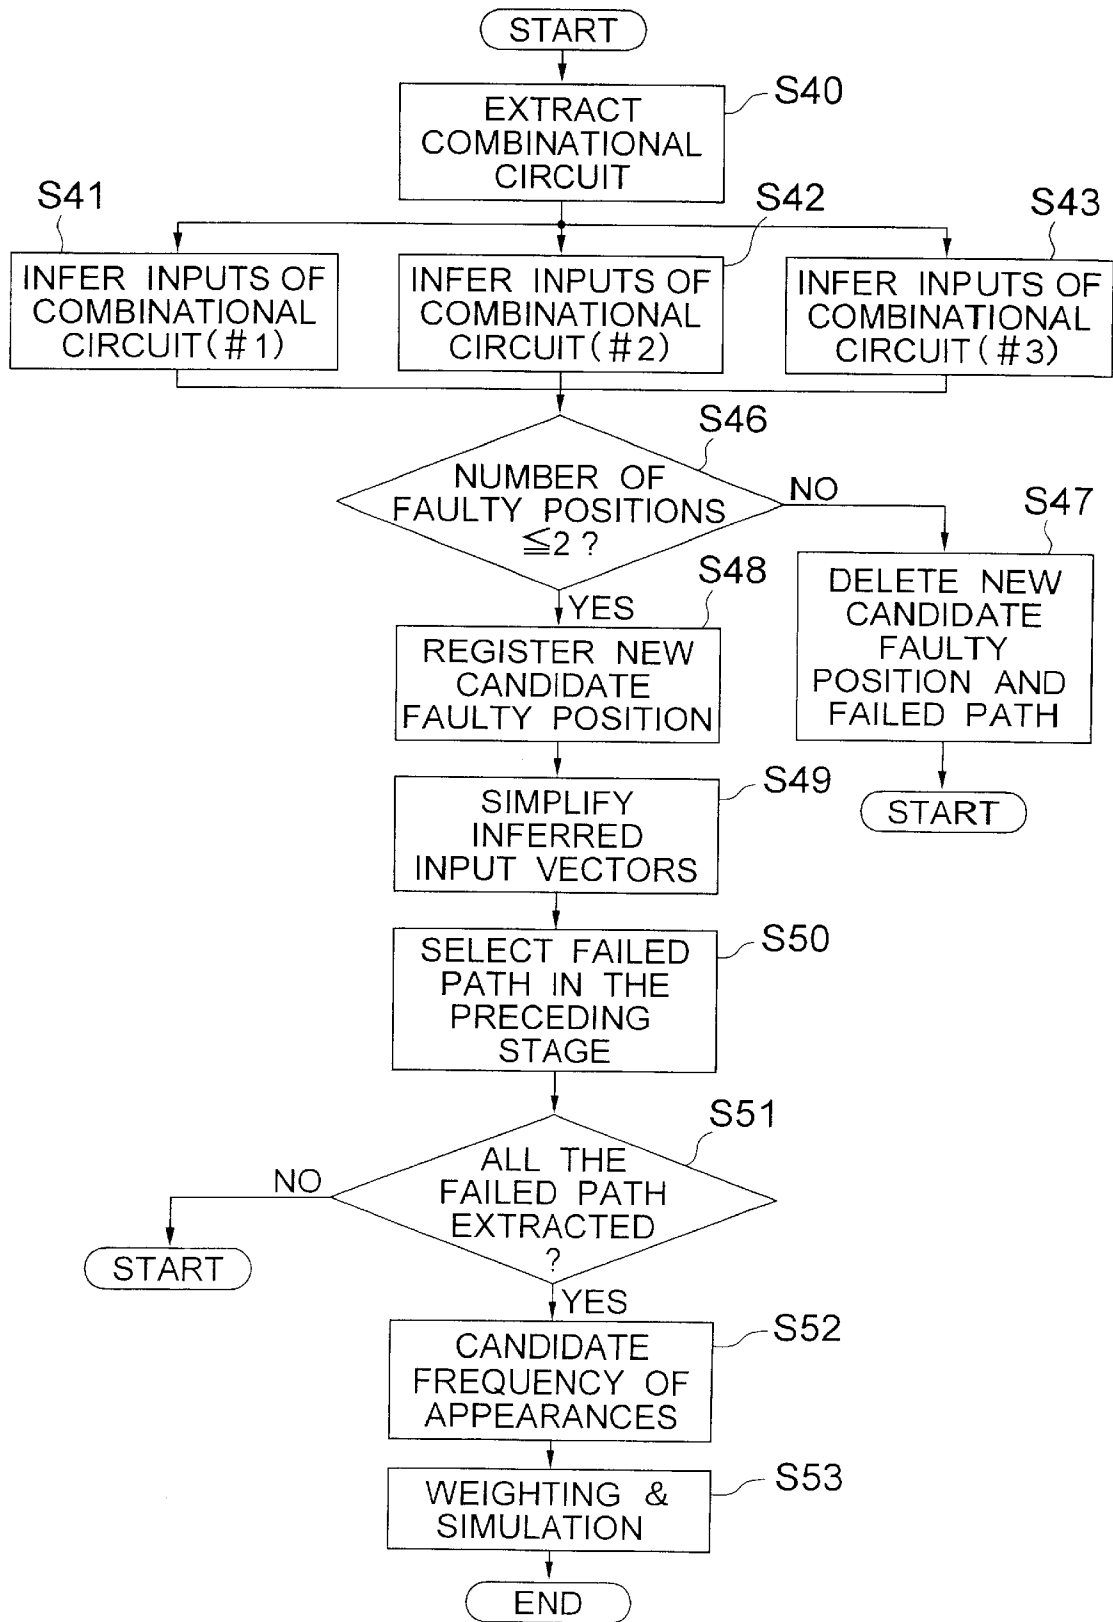 START
S40
EXTRACT
COMBINATIONAL
CIRCUIT
S41
INFER INPUTS OF
COMBINATIONAL
CIRCUIT(#1)
S42
INFER INPUTS OF
COMBINATIONAL
CIRCUIT(#2)
S43
INFER INPUTS OF
COMBINATIONAL
CIRCUIT(#3)
S46
NUMBER OF
FAULTY POSITIONS
≦2?
NO
S47
DELETE NEW
CANDIDATE
FAULTY
POSITION AND
FAILED PATH
START
YES
S48
REGISTER NEW
CANDIDATE
FAULTY POSITION
S49
SIMPLIFY
INFERRED
INPUT VECTORS
S50
SELECT FAILED
PATH IN THE
PRECEDING
STAGE
S51
ALL THE
FAILED PATH
EXTRACTED
?
NO
START
YES
S52
CANDIDATE
FREQUENCY OF
APPEARANCES
S53
WEIGHTING &
SIMULATION
END